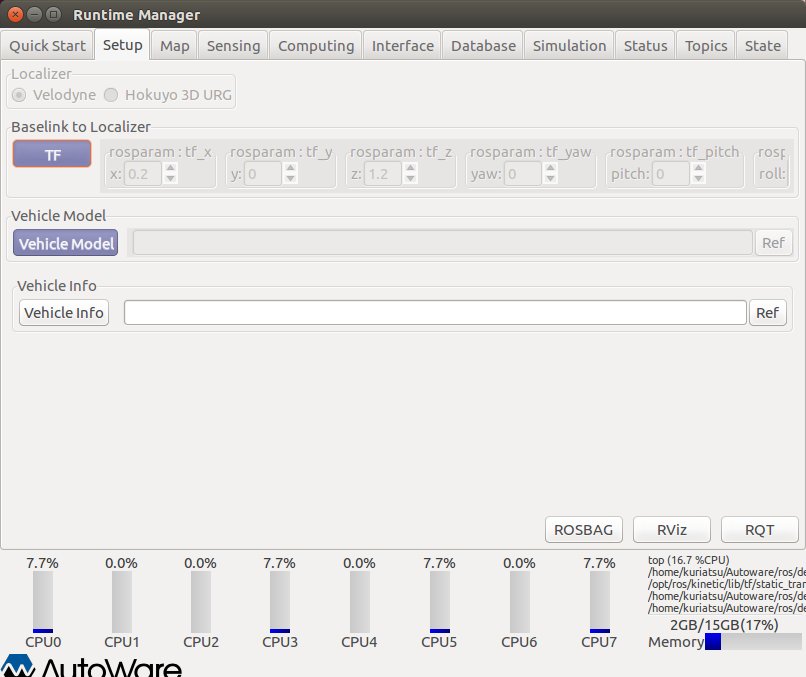 Runtime Manager
Quick Start Setup Map Sensing Computing Interface Database Simulation Status Topics State
Localizer
Velodyne Hokuyo 3D URG
Baselink to Localizer
TF
rosparam : tf_x rosparam : tf_y rosparam : tf_z rosparam : tf_yaw rosparam : tf_pitch rosp
x: 0.2 y: 0 z: 1.2 yaw: 0 pitch: 0 roll:
Vehicle Model
Vehicle Model Ref
Vehicle Info
Vehicle Info Ref
ROSBAG RViz RQT
7.7% 0.0% 0.0% 7.7% 0.0% 7.7% 0.0% 7.7%
CPU0 CPU1 CPU2 CPU3 CPU4 CPU5 CPU6 CPU7
top (16.7 %CPU)
/home/kuriatsu/Autoware/ros/de
/opt/ros/kinetic/lib/tf/static_tran
/home/kuriatsu/Autoware/ros/de
/home/kuriatsu/Autoware/ros/de
2GB/15GB(17%)
Memory
AutoWare